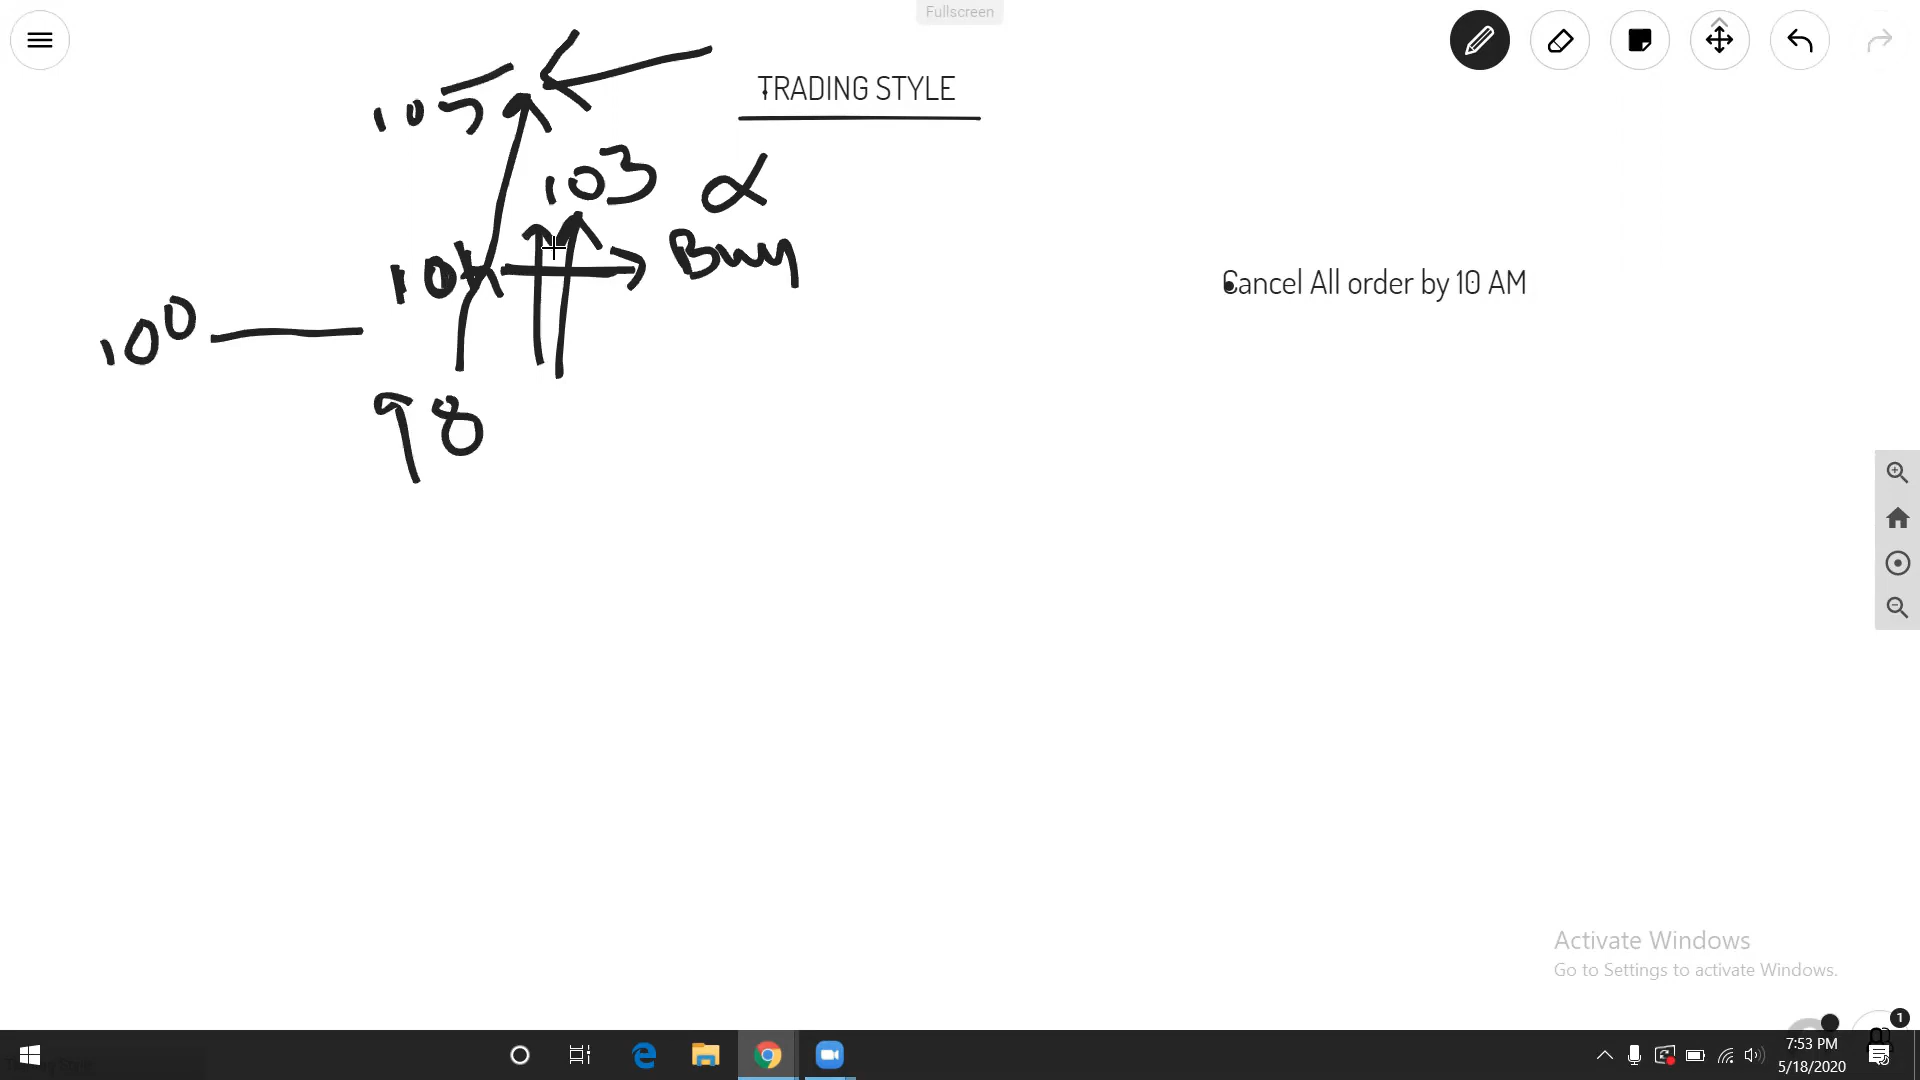 Fullscreen
TRADING STYLE
105
103 α
Buy
100
98
Cancel All order by 10 AM
Activate Windows
Go to Settings to activate Windows.
1
7:53 PM
5/18/2020